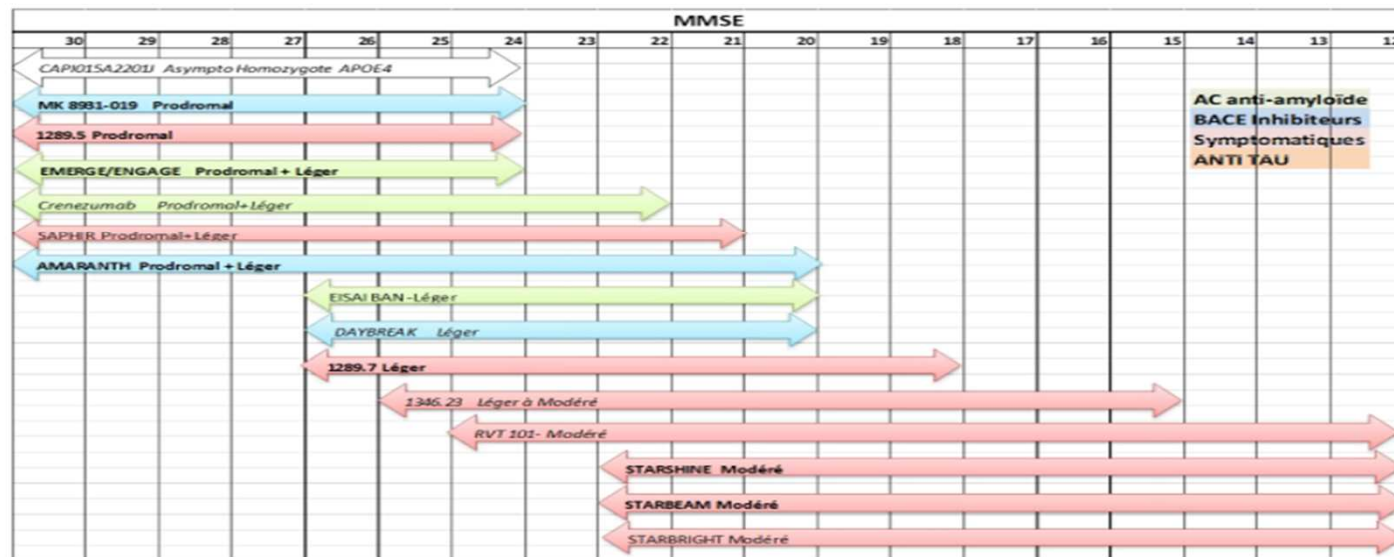 MMSE
30 29 28 27 26 25 24 23 22 21 20 19 18 17 16 15 14 13 12
CAPI015A2201J Asympto Homozygote APOE4
MK 8931-019 Prodromal
1289.5 Prodromal
EMERGE/ENGAGE Prodromal + Léger
Crenezumab Prodromal+Léger
SAPHIR Prodromal+Léger
AMARANTH Prodromal + Léger
EISAI BAN -Léger
DAYBREAK Léger
1289.7 Léger
1346.23 Léger à Modéré
RVT 101- Modéré
STARSHINE Modéré
STARBEAM Modéré
STARBRIGHT Modéré
AC anti-amyloïde
BACE Inhibiteurs
Symptomatiques
ANTI TAU